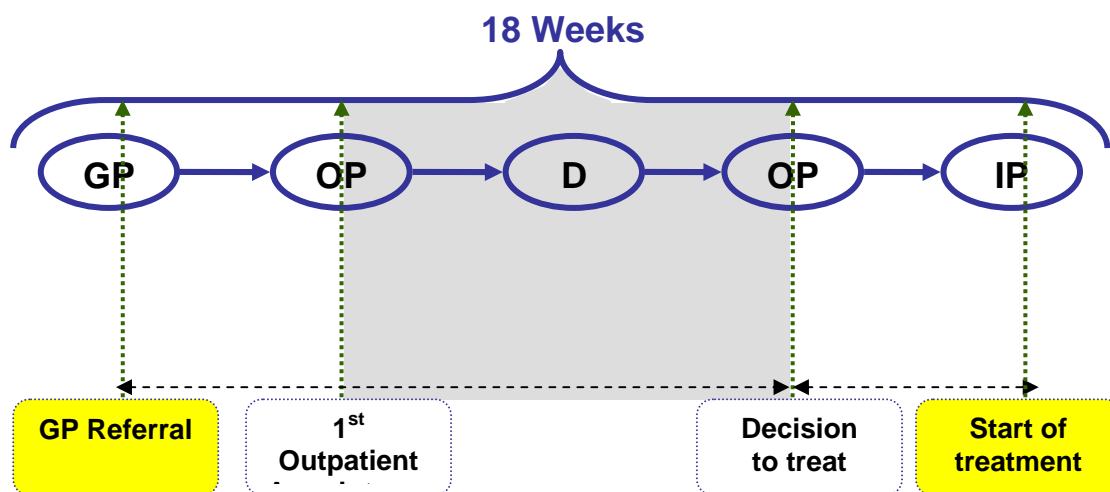 18 Weeks
GP OP D OP IP
GP Referral
1st
Outpatient
Decision
to treat
Start of
treatment